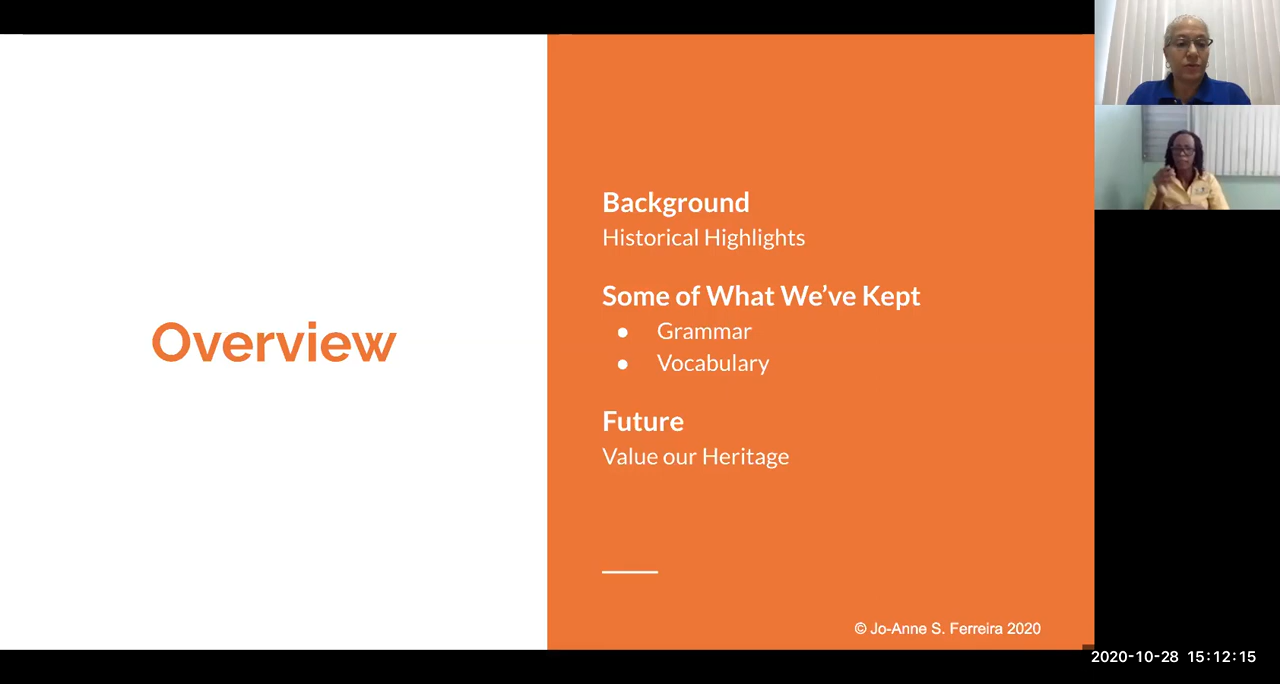 Overview
Background
Historical Highlights
Some of What We’ve Kept
● Grammar
● Vocabulary
Future
Value our Heritage
© Jo-Anne S. Ferreira 2020
2020-10-28 15:12:15